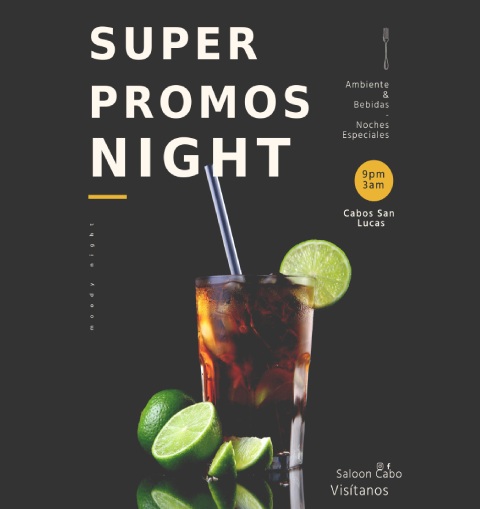 SUPER
PROMOS
NIGHT
Ambiente
&
Bebidas
-
Noches
Especiales
9pm
3am
Cabos San
Lucas
moody night
Saloon Cabo
Visítanos